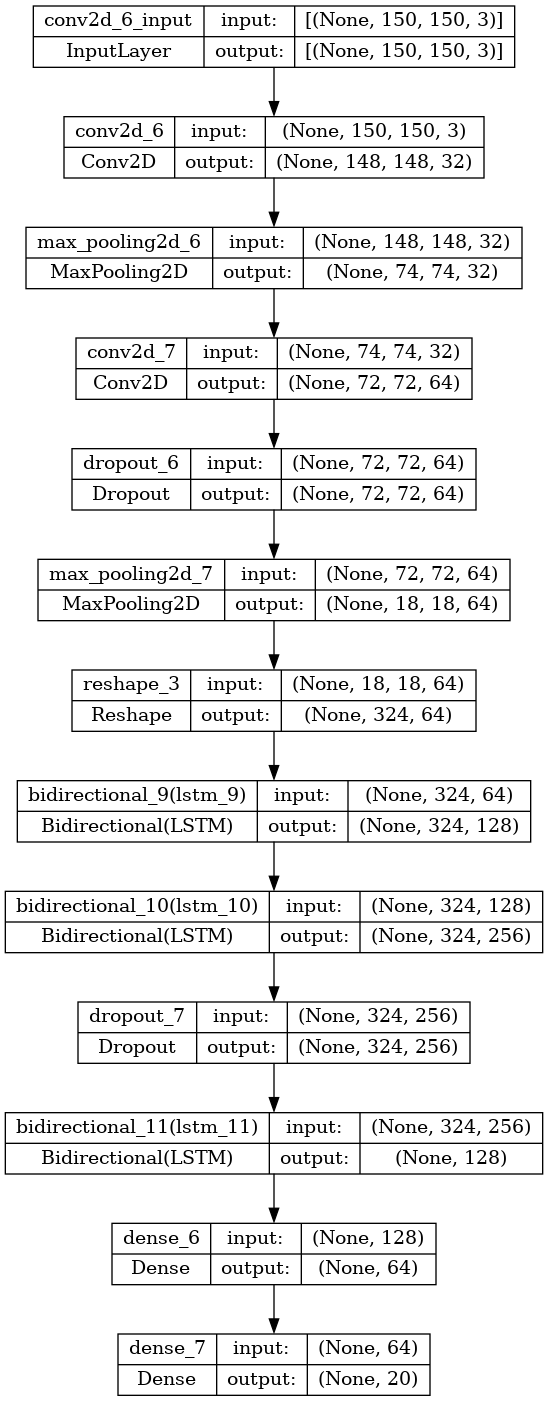 conv2d_6_input input: [(None, 150, 150, 3)]
InputLayer output: [(None, 150, 150, 3)]
conv2d_6 input: (None, 150, 150, 3)
Conv2D output: (None, 148, 148, 32)
max_pooling2d_6 input: (None, 148, 148, 32)
MaxPooling2D output: (None, 74, 74, 32)
conv2d_7 input: (None, 74, 74, 32)
Conv2D output: (None, 72, 72, 64)
dropout_6 input: (None, 72, 72, 64)
Dropout output: (None, 72, 72, 64)
max_pooling2d_7 input: (None, 72, 72, 64)
MaxPooling2D output: (None, 18, 18, 64)
reshape_3 input: (None, 18, 18, 64)
Reshape output: (None, 324, 64)
bidirectional_9(lstm_9) input: (None, 324, 64)
Bidirectional(LSTM) output: (None, 324, 128)
bidirectional_10(lstm_10) input: (None, 324, 128)
Bidirectional(LSTM) output: (None, 324, 256)
dropout_7 input: (None, 324, 256)
Dropout output: (None, 324, 256)
bidirectional_11(lstm_11) input: (None, 324, 256)
Bidirectional(LSTM) output: (None, 128)
dense_6 input: (None, 128)
Dense output: (None, 64)
dense_7 input: (None, 64)
Dense output: (None, 20)